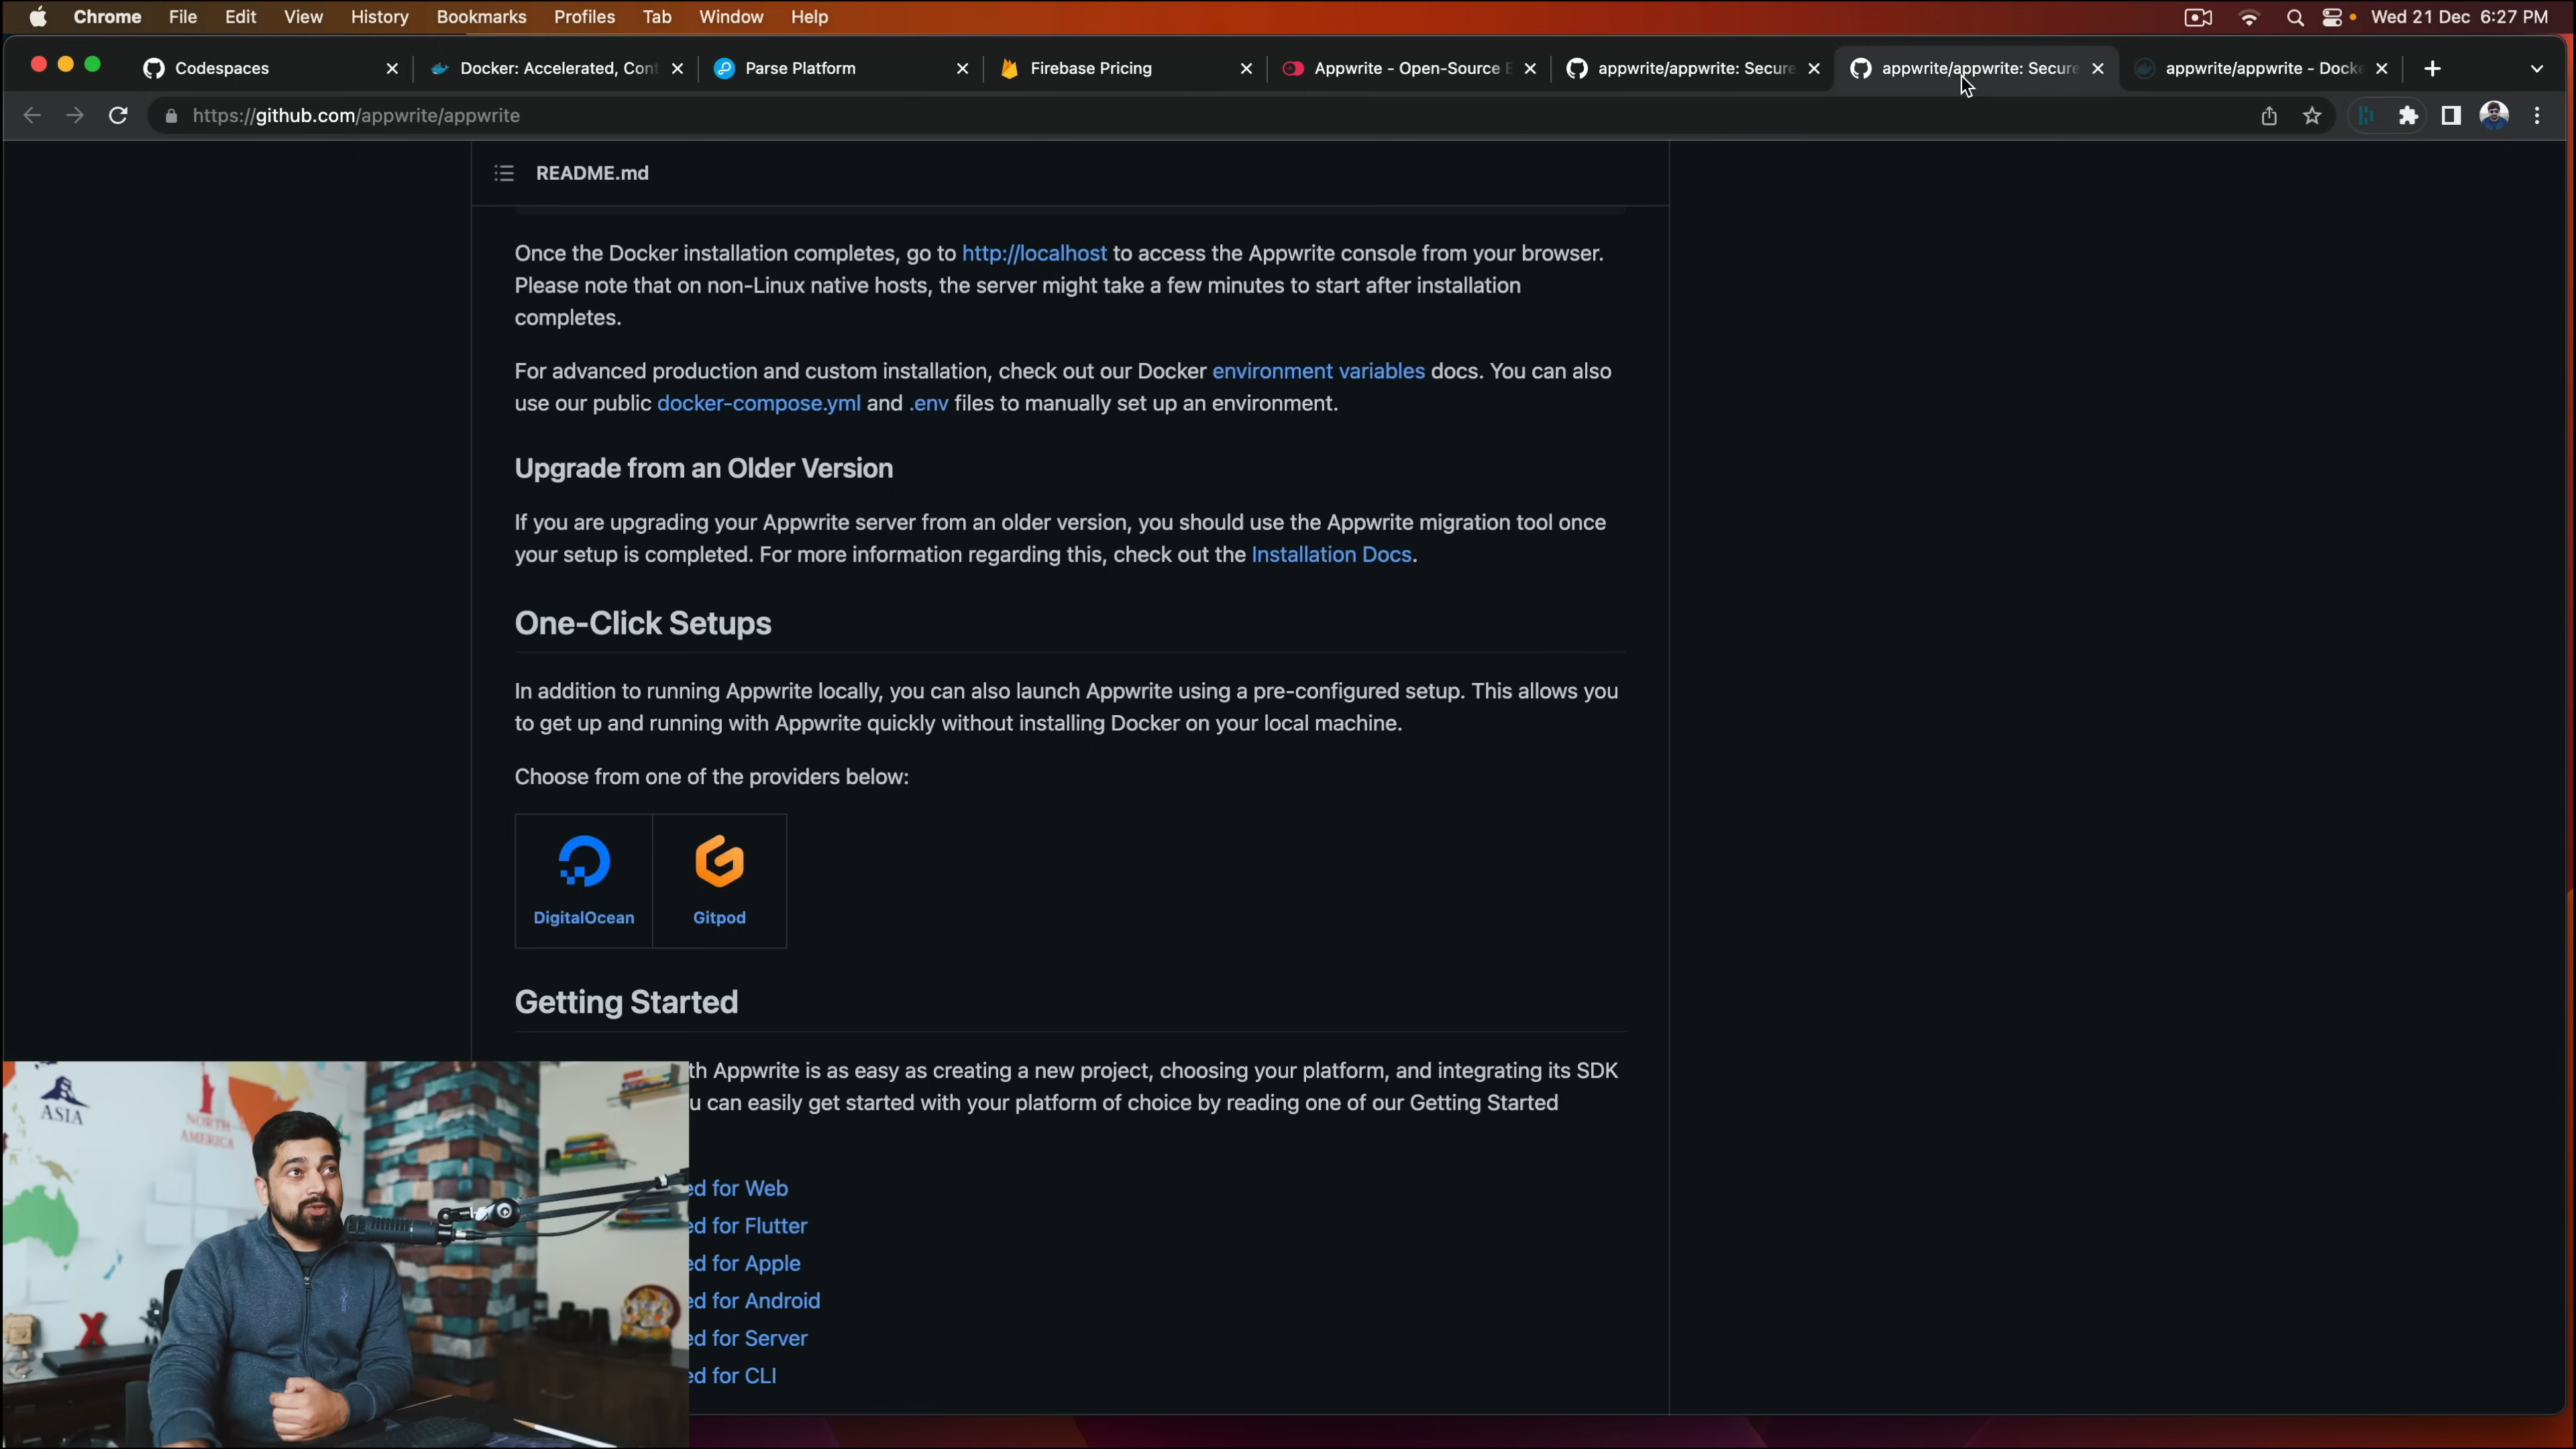 Chrome File Edit View History Bookmarks Profiles Tab Window Help Wed 21 Dec 6:27 PM
Codespaces Docker: Accelerated, Cont Parse Platform Firebase Pricing Appwrite - Open-Source appwrite/appwrite: Secure appwrite/appwrite: Secure appwrite/appwrite - Docke
https://github.com/appwrite/appwrite
README.md
Once the Docker installation completes, go to http://localhost to access the Appwrite console from your browser.
Please note that on non-Linux native hosts, the server might take a few minutes to start after installation
completes.
For advanced production and custom installation, check out our Docker environment variables docs. You can also
use our public docker-compose.yml and .env files to manually set up an environment.
Upgrade from an Older Version
If you are upgrading your Appwrite server from an older version, you should use the Appwrite migration tool once
your setup is completed. For more information regarding this, check out the Installation Docs.
One-Click Setups
In addition to running Appwrite locally, you can also launch Appwrite using a pre-configured setup. This allows you
to get up and running with Appwrite quickly without installing Docker on your local machine.
Choose from one of the providers below:
DigitalOcean Gitpod
Getting Started
th Appwrite is as easy as creating a new project, choosing your platform, and integrating its SDK
u can easily get started with your platform of choice by reading one of our Getting Started
ed for Web
ed for Flutter
ed for Apple
ed for Android
ed for Server
ed for CLI
ASIA
NORTH
AMERICA